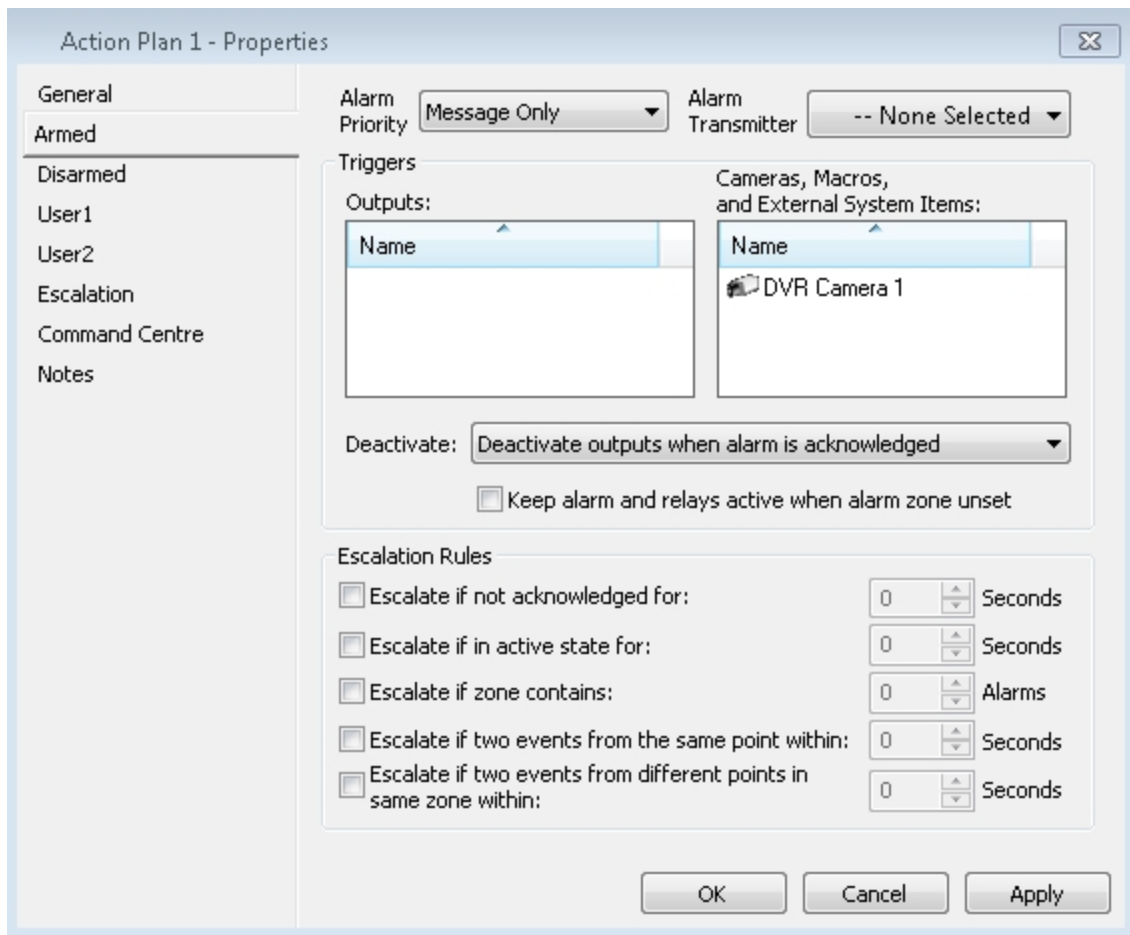 Action Plan 1 - Properties
General
Armed
Disarmed
User1
User2
Escalation
Command Centre
Notes
Alarm
Priority
Message Only
Alarm
Transmitter
-- None Selected
Triggers
Outputs:
Name
Cameras, Macros,
and External System Items:
Name
DVR Camera 1
Deactivate:
Deactivate outputs when alarm is acknowledged
Keep alarm and relays active when alarm zone unset
Escalation Rules
Escalate if not acknowledged for:
0
Seconds
Escalate if in active state for:
0
Seconds
Escalate if zone contains:
0
Alarms
Escalate if two events from the same point within:
0
Seconds
Escalate if two events from different points in
same zone within:
0
Seconds
OK
Cancel
Apply